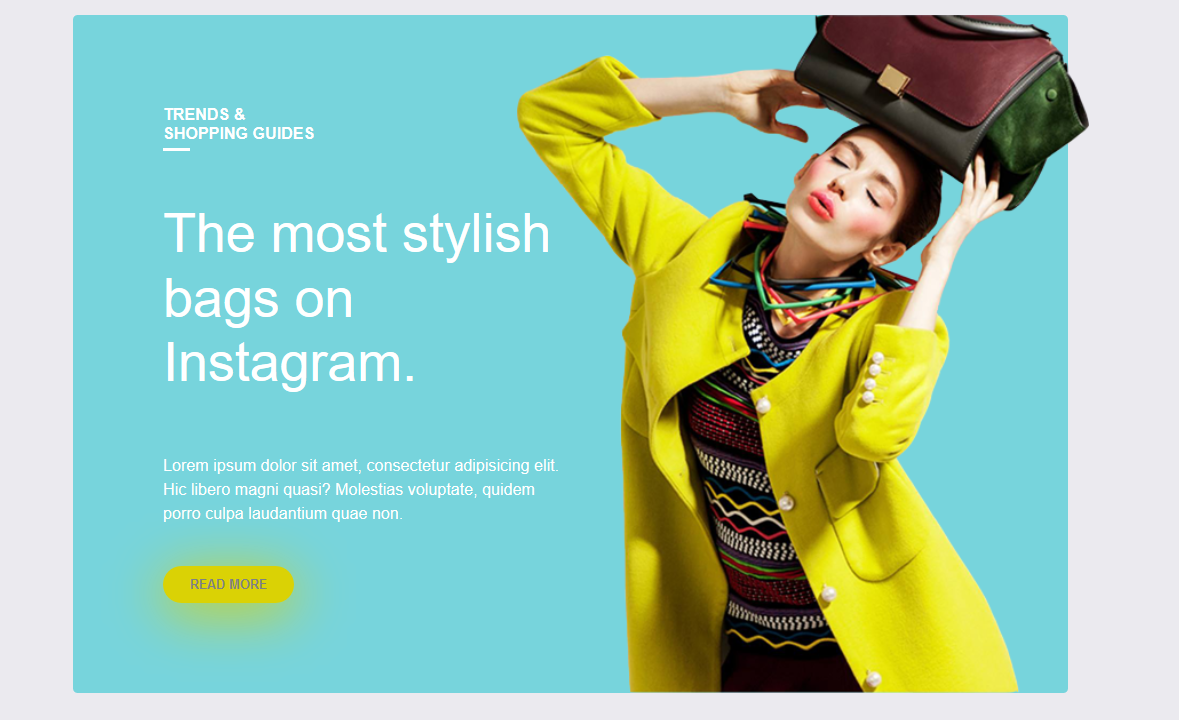 TRENDS &
SHOPPING GUIDES
The most stylish
bags on
Instagram.
Lorem ipsum dolor sit amet, consectetur adipisicing elit.
Hic libero magni quasi? Molestias voluptate, quidem
porro culpa laudantium quae non.
READ MORE